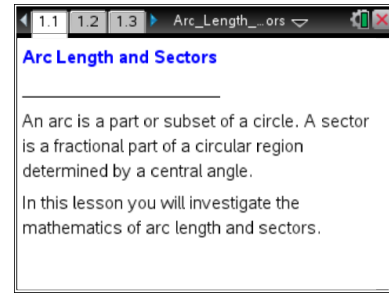 1.1 1.2 1.3 Arc_Length_...ors
Arc Length and Sectors
An arc is a part or subset of a circle. A sector
is a fractional part of a circular region
determined by a central angle.
In this lesson you will investigate the
mathematics of arc length and sectors.